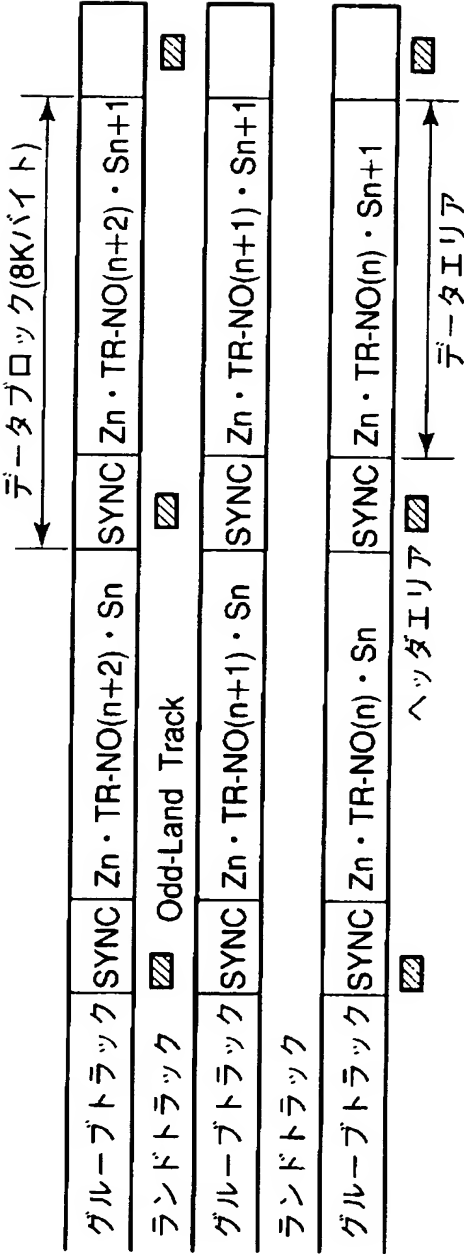 データブロック(8Kバイト)
グルーブトラック SYNC Zn・TR-NO(n+2)・Sn SYNC Zn・TR-NO(n+2)・Sn+1
ランドトラック Odd-Land Track
グルーブトラック SYNC Zn・TR-NO(n+1)・Sn SYNC Zn・TR-NO(n+1)・Sn+1
ランドトラック
グルーブトラック SYNC Zn・TR-NO(n)・Sn SYNC Zn・TR-NO(n)・Sn+1
ヘッダエリア
データエリア